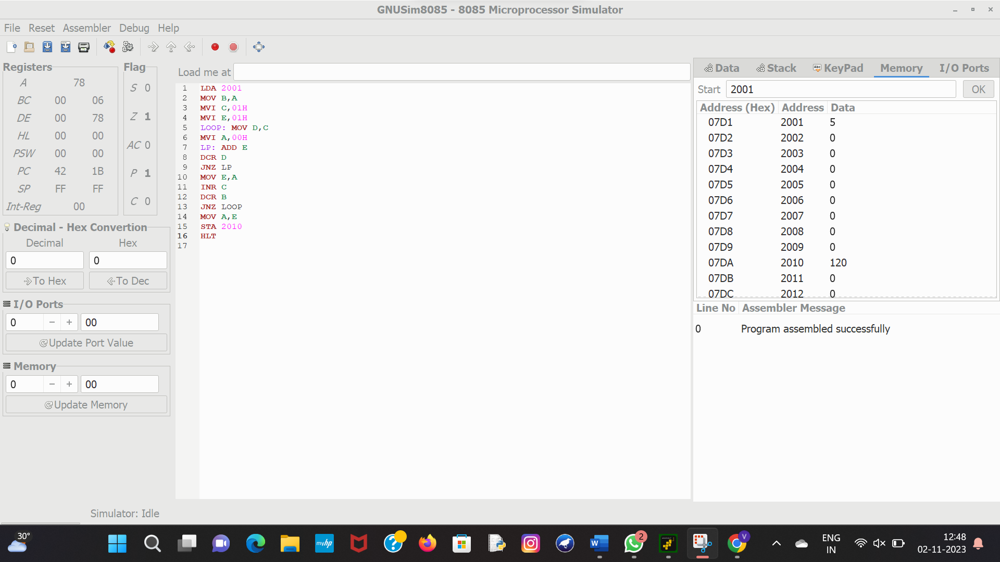 GNUSim8085 - 8085 Microprocessor Simulator
File Reset Assembler Debug Help
Registers
A 78
BC 00 06
DE 00 78
HL 00 00
PSW 00 00
PC 42 1B
SP FF FF
Int-Reg 00
Flag
S 0
Z 1
AC 0
P 1
C 0
Decimal - Hex Convertion
Decimal Hex
0 0
To Hex To Dec
I/O Ports
0 − + 00
Update Port Value
Memory
0 − + 00
Update Memory
Load me at
1 LDA 2001
2 MOV B,A
3 MVI C,01H
4 MVI E,01H
5 LOOP: MOV D,C
6 MVI A,00H
7 LP: ADD E
8 DCR D
9 JNZ LP
10 MOV E,A
11 INR C
12 DCR B
13 JNZ LOOP
14 MOV A,E
15 STA 2010
16 HLT
17
Data Stack Abc KeyPad Memory I/O Ports
Start 2001 OK
Address (Hex) Address Data
07D1 2001 5
07D2 2002 0
07D3 2003 0
07D4 2004 0
07D5 2005 0
07D6 2006 0
07D7 2007 0
07D8 2008 0
07D9 2009 0
07DA 2010 120
07DB 2011 0
07DC 2012 0
Line No Assembler Message
0 Program assembled successfully
Simulator: Idle
30°
myhp
?
W
2
V
ENG
IN
12:48
02-11-2023